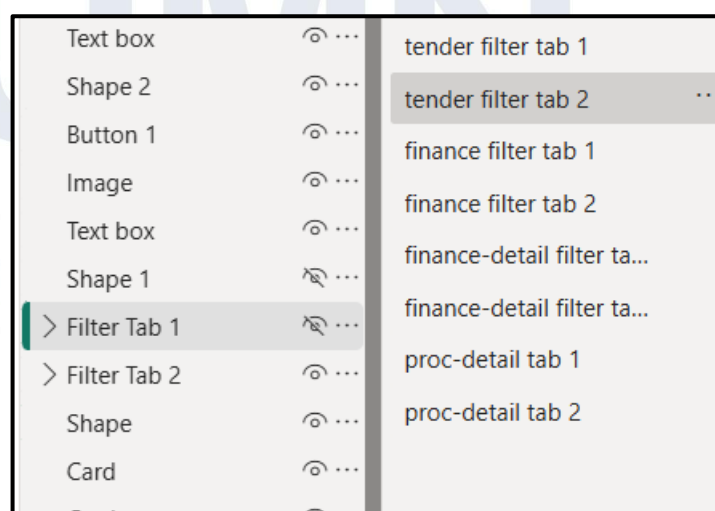 Text box
Shape 2
Button 1
Image
Text box
Shape 1
Filter Tab 1
Filter Tab 2
Shape
Card
tender filter tab 1
tender filter tab 2
finance filter tab 1
finance filter tab 2
finance-detail filter ta...
finance-detail filter ta...
proc-detail tab 1
proc-detail tab 2